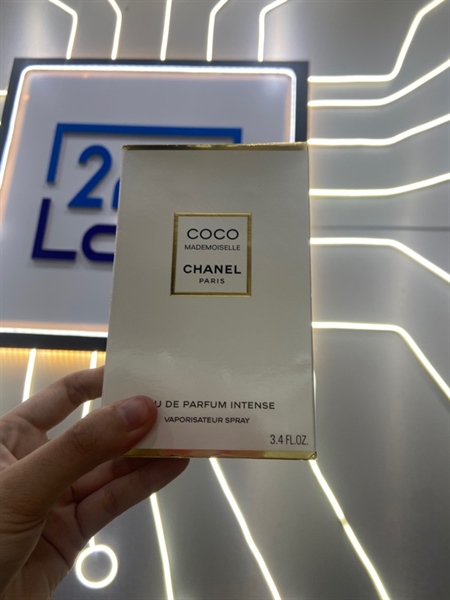 COCO
MADEMOISELLE
CHANEL
PARIS
DE PARFUM INTENSE
VAPORISATEUR SPRAY
3.4 FL.OZ.